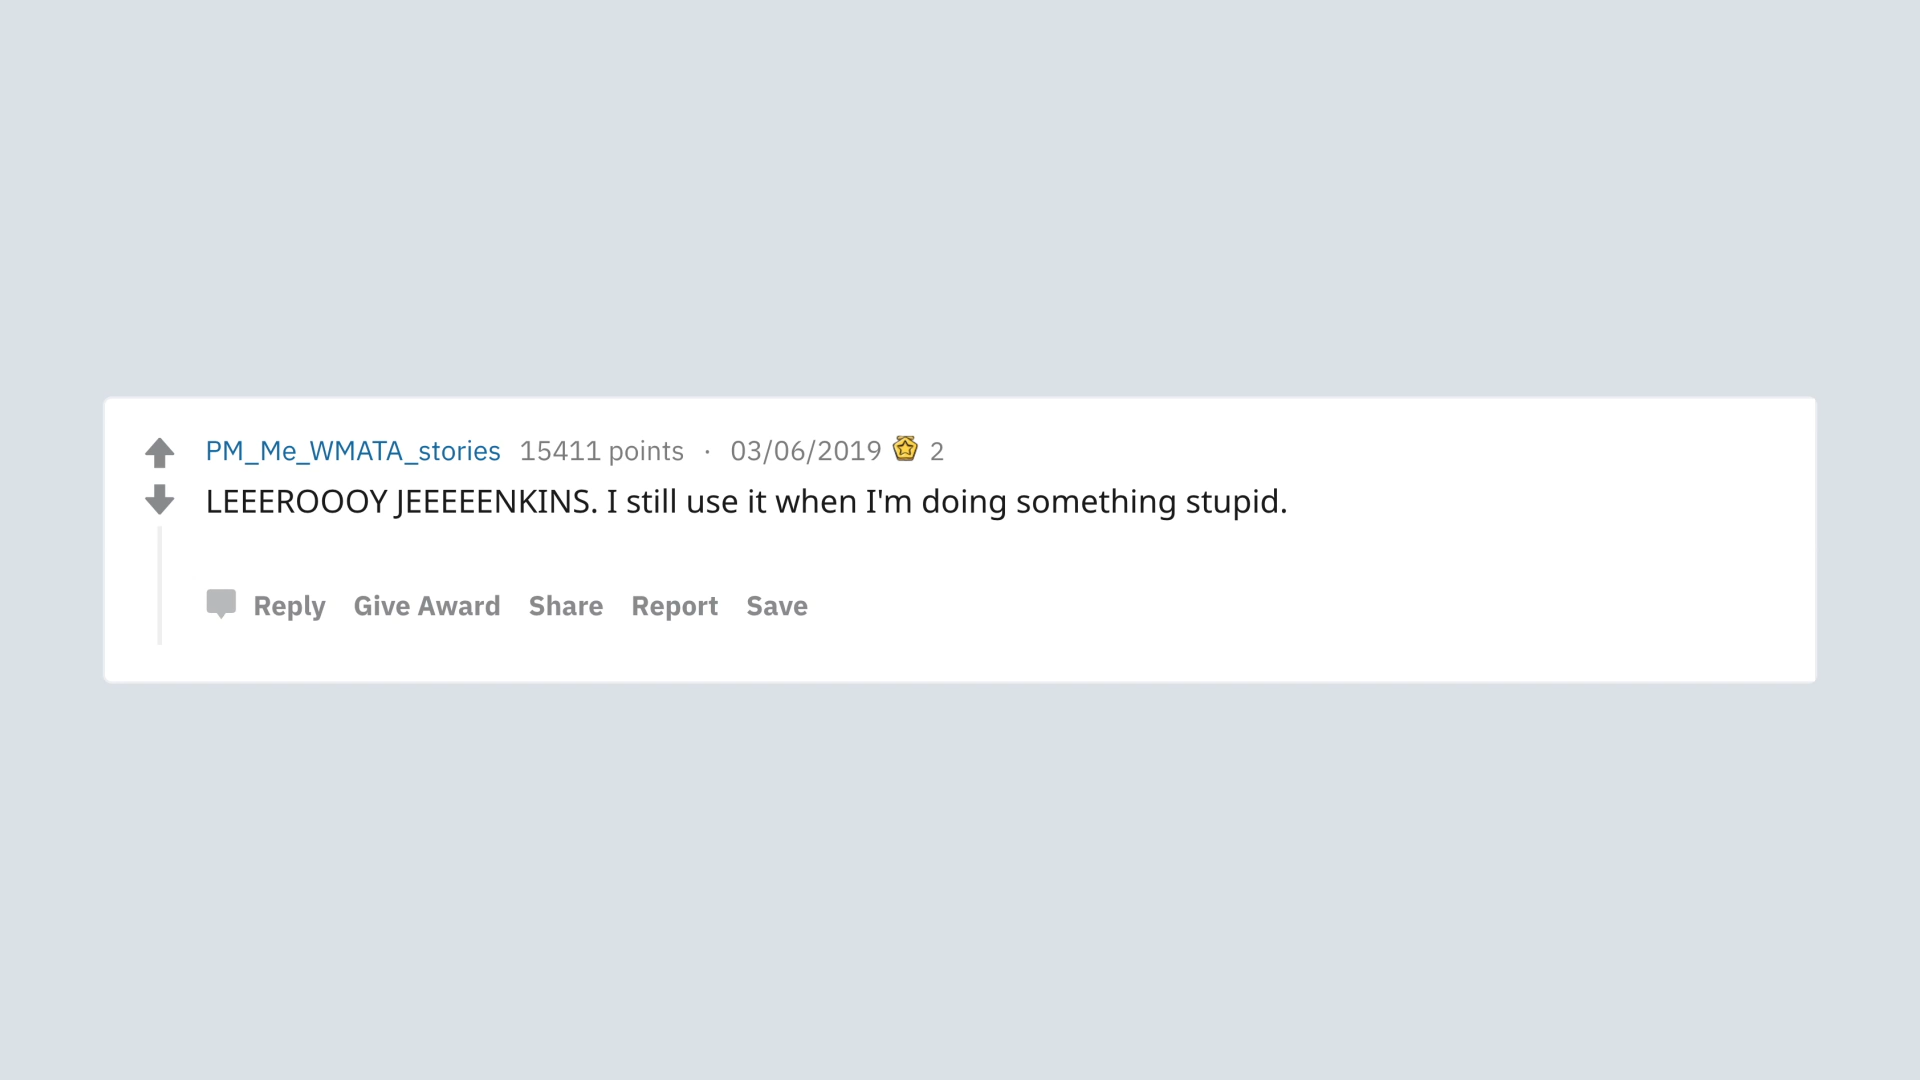 PM_Me_WMATA_stories 15411 points · 03/06/2019 2
LEEEROOOY JEEEEENKINS. I still use it when I'm doing something stupid.
Reply Give Award Share Report Save